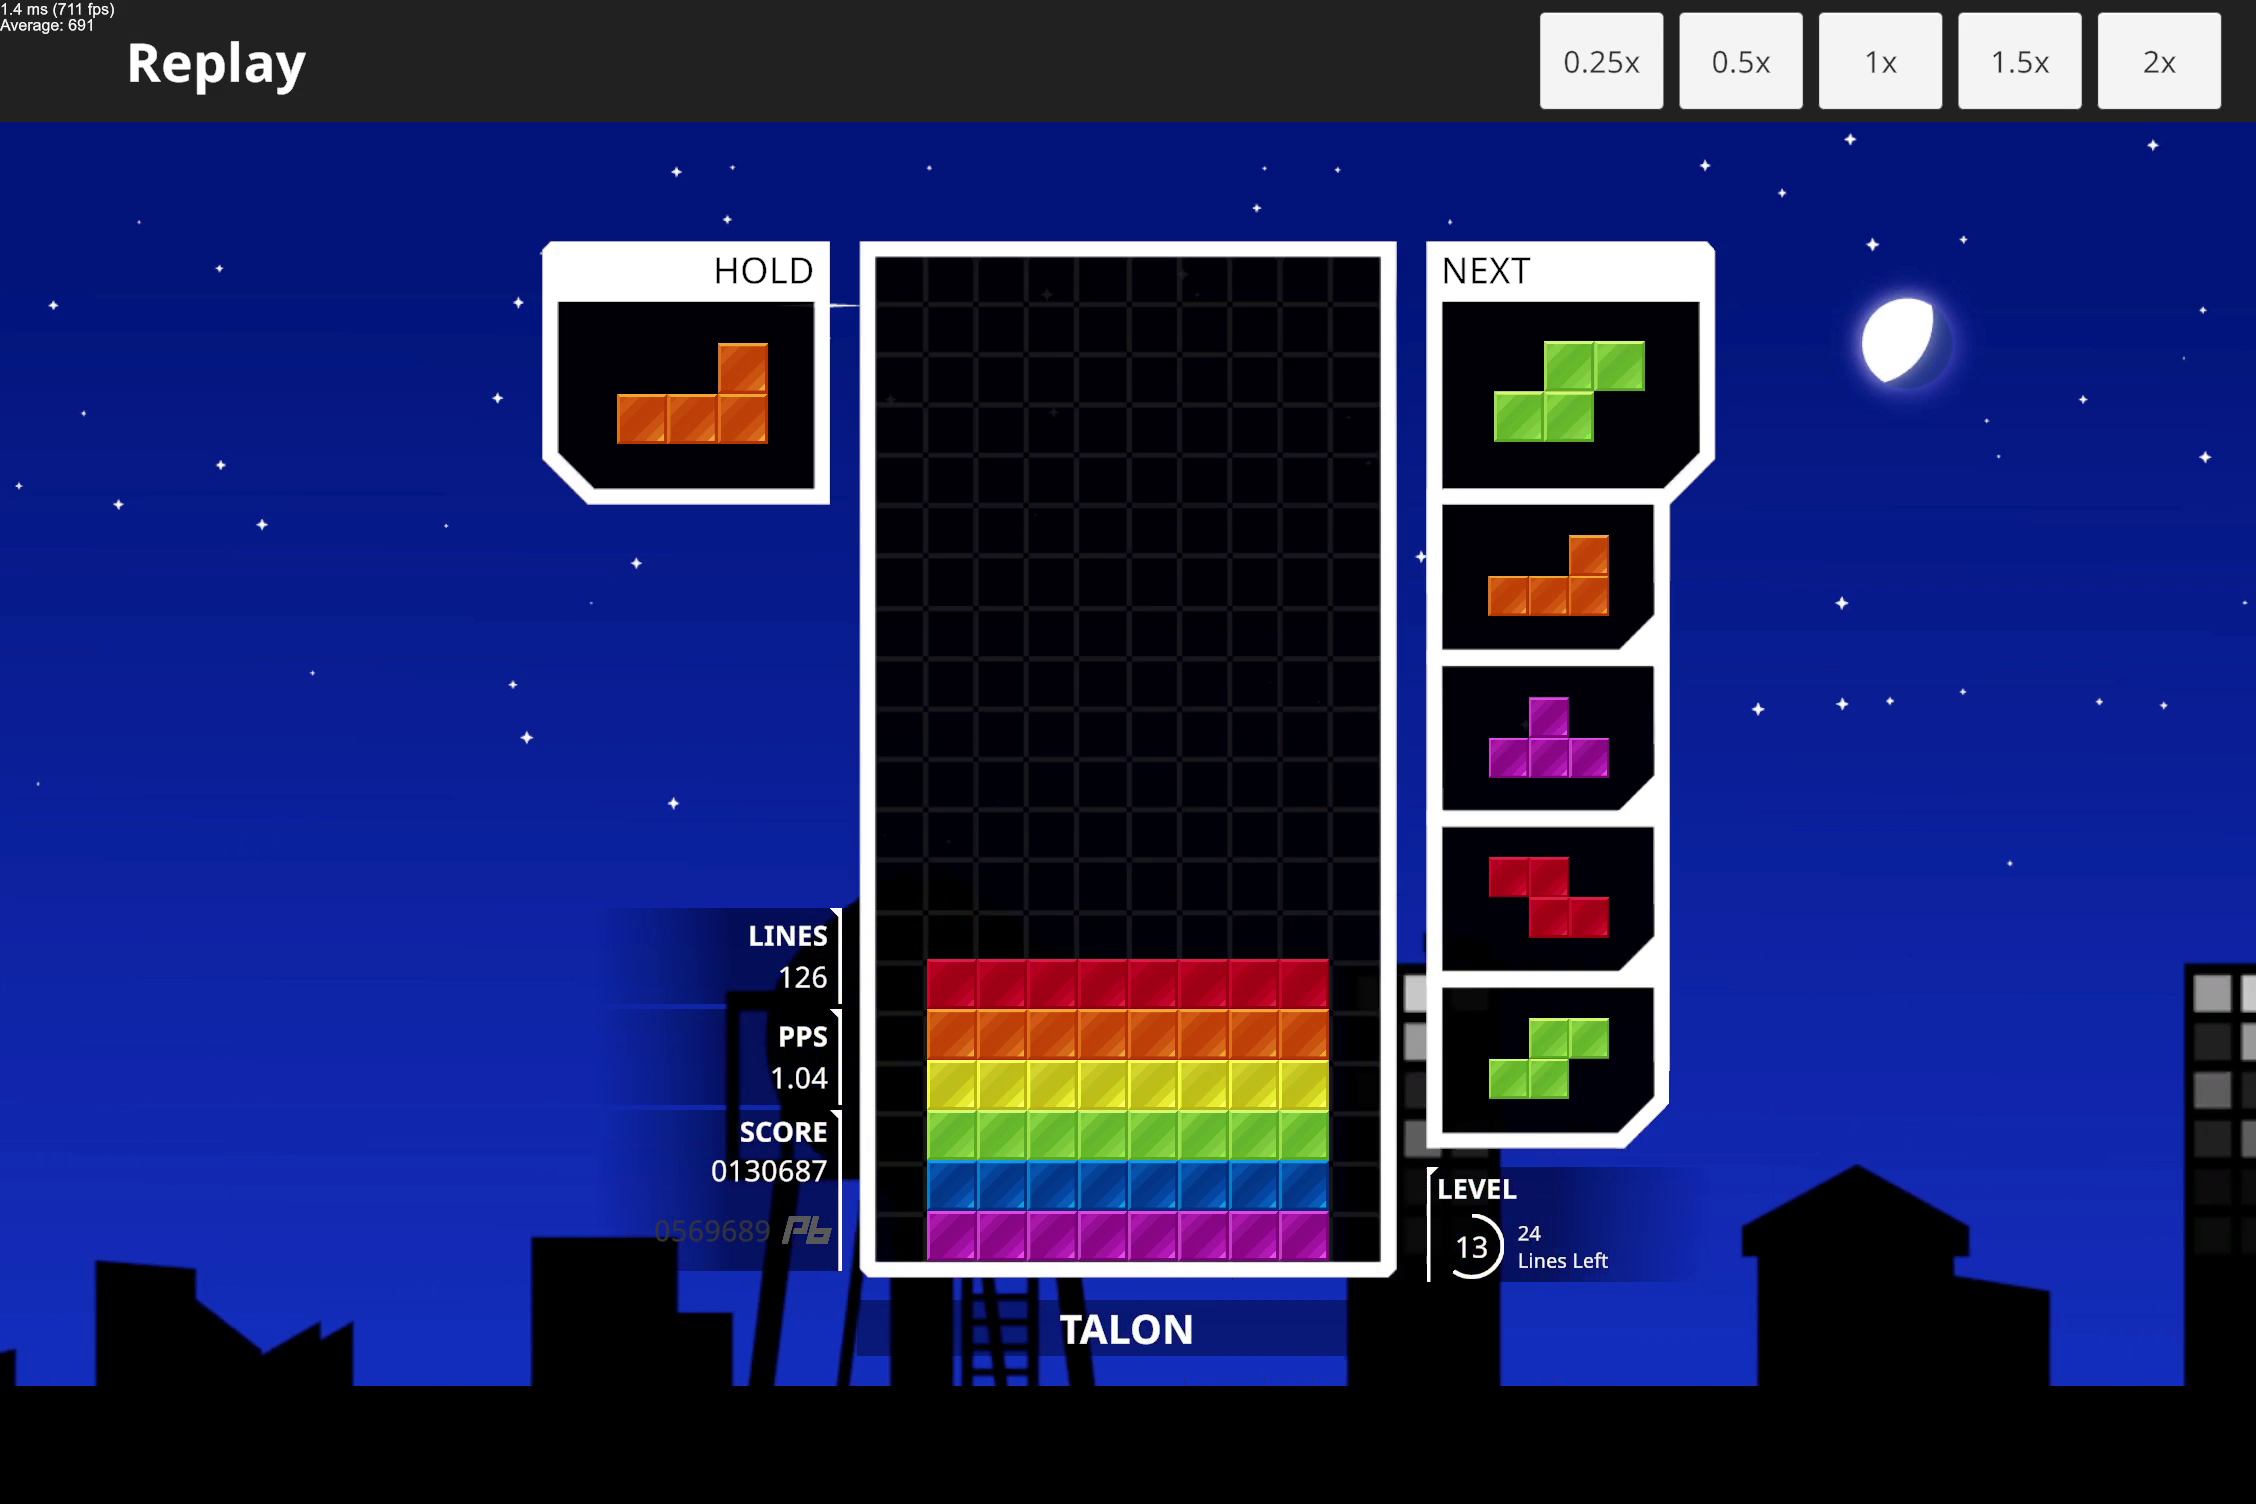 1.4 ms (711 fps)
Average: 691
Replay
0.25x
0.5x
1x
1.5x
2x
HOLD
NEXT
LINES
126
PPS
1.04
SCORE
0130687
0569689 Pb
LEVEL
13
24
Lines Left
TALON